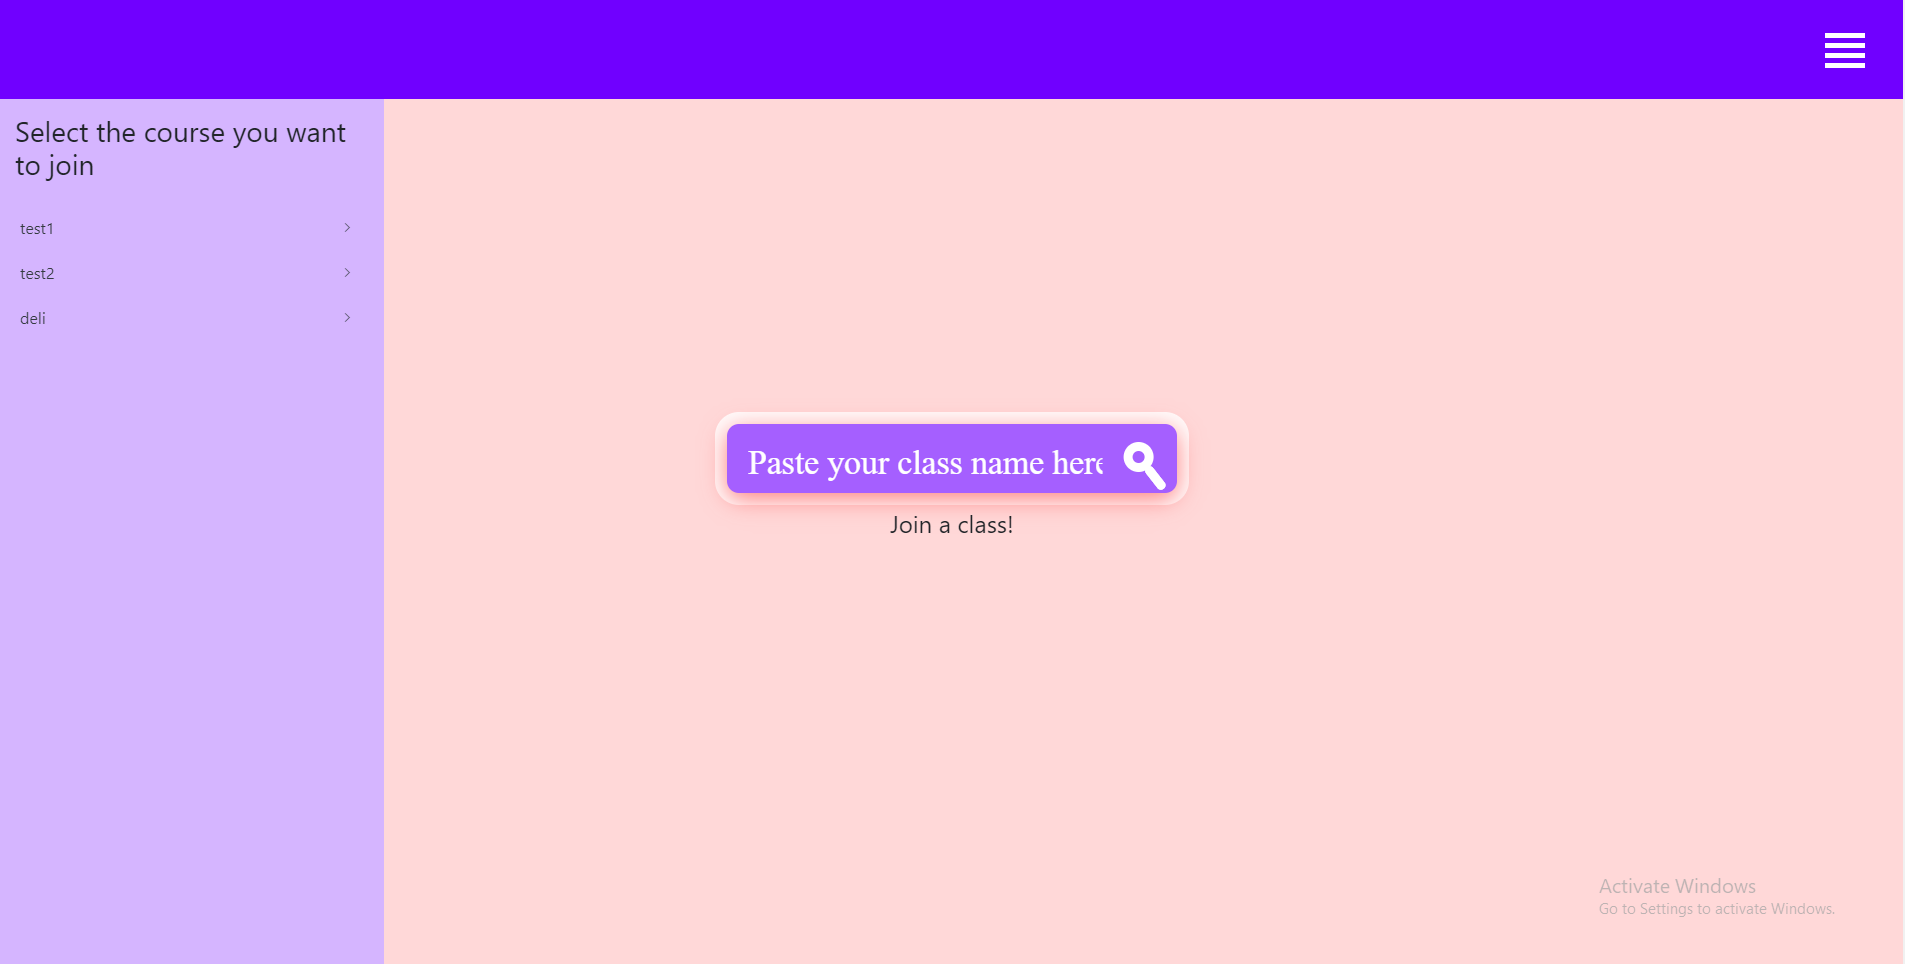 Select the course you want
to join
test1
test2
deli
Paste your class name here
Join a class!
Activate Windows
Go to Settings to activate Windows.